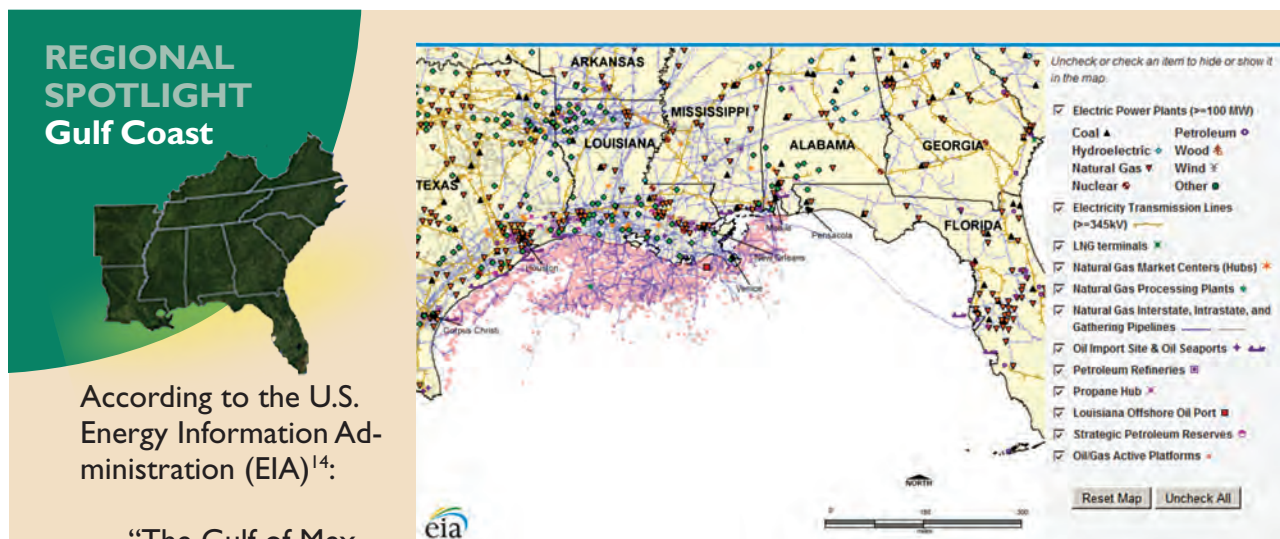 REGIONAL
SPOTLIGHT
Gulf Coast
According to the U.S.
Energy Information Ad-
ministration (EIA)14:
“The Gulf of Mex-
ARKANSAS
MISSISSIPPI
LOUISIANA
ALABAMA
GEORGIA
TEXAS
FLORIDA
Mobile
Pensacola
New Orleans
Houston
Venice
Corpus Christi
NORTH
0 150 300
miles
eia
Uncheck or check an item to hide or show it
in the map.
Electric Power Plants (>=100 MW)
Coal Petroleum
Hydroelectric Wood
Natural Gas Wind
Nuclear Other
Electricity Transmission Lines
(>=345kV)
LNG terminals
Natural Gas Market Centers (Hubs)
Natural Gas Processing Plants
Natural Gas Interstate, Intrastate, and
Gathering Pipelines
Oil Import Site & Oil Seaports
Petroleum Refineries
Propane Hub
Louisiana Offshore Oil Port
Strategic Petroleum Reserves
Oil/Gas Active Platforms
Reset Map Uncheck All